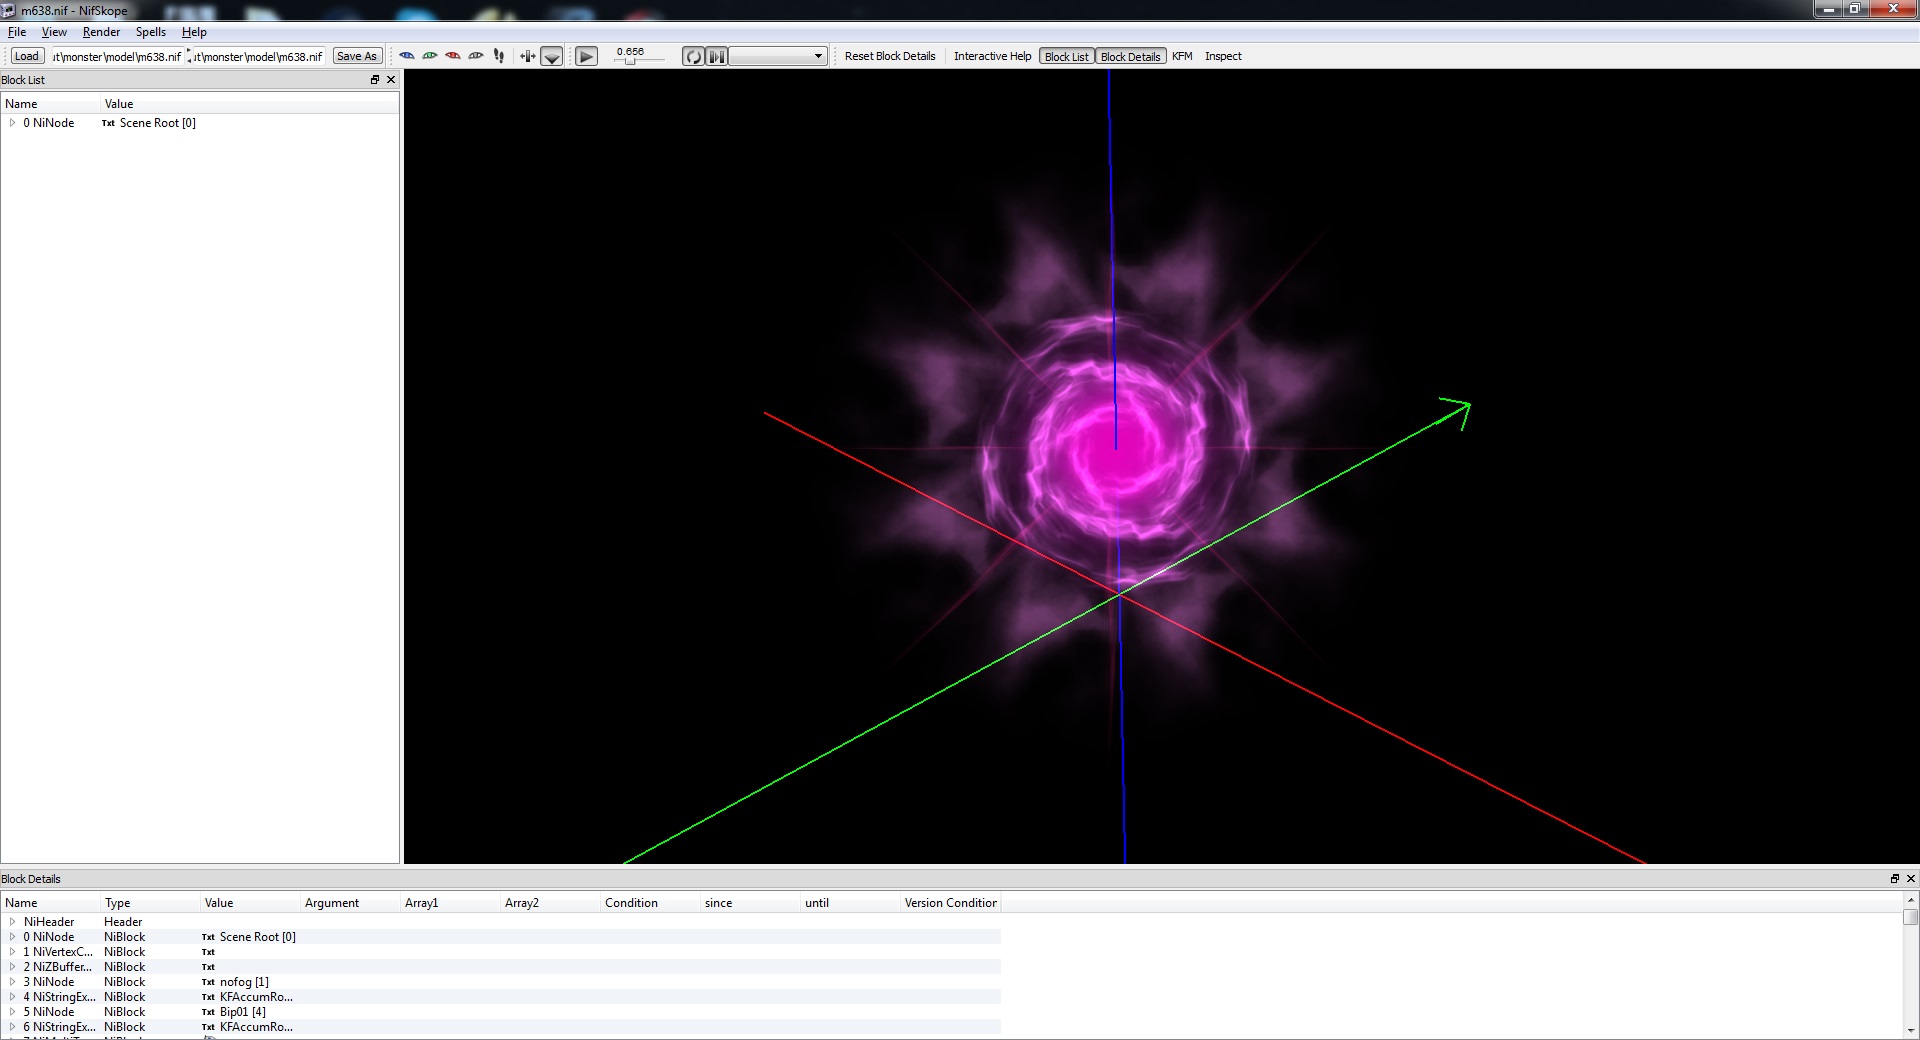 m638.nif - NifSkope
File View Render Spells Help
Load ut\monster\model\m638.nif ut\monster\model\m638.nif Save As 0.656 Reset Block Details Interactive Help Block List Block Details KFM Inspect
Block List
Name Value
0 NiNode Txt Scene Root [0]
Block Details
Name Type Value Argument Array1 Array2 Condition since until Version Condition
NiHeader Header
0 NiNode NiBlock Txt Scene Root [0]
1 NiVertexC... NiBlock Txt
2 NiZBuffer... NiBlock Txt
3 NiNode NiBlock Txt nofog [1]
4 NiStringEx... NiBlock Txt KFAccumRo...
5 NiNode NiBlock Txt Bip01 [4]
6 NiStringEx... NiBlock Txt KFAccumRo...